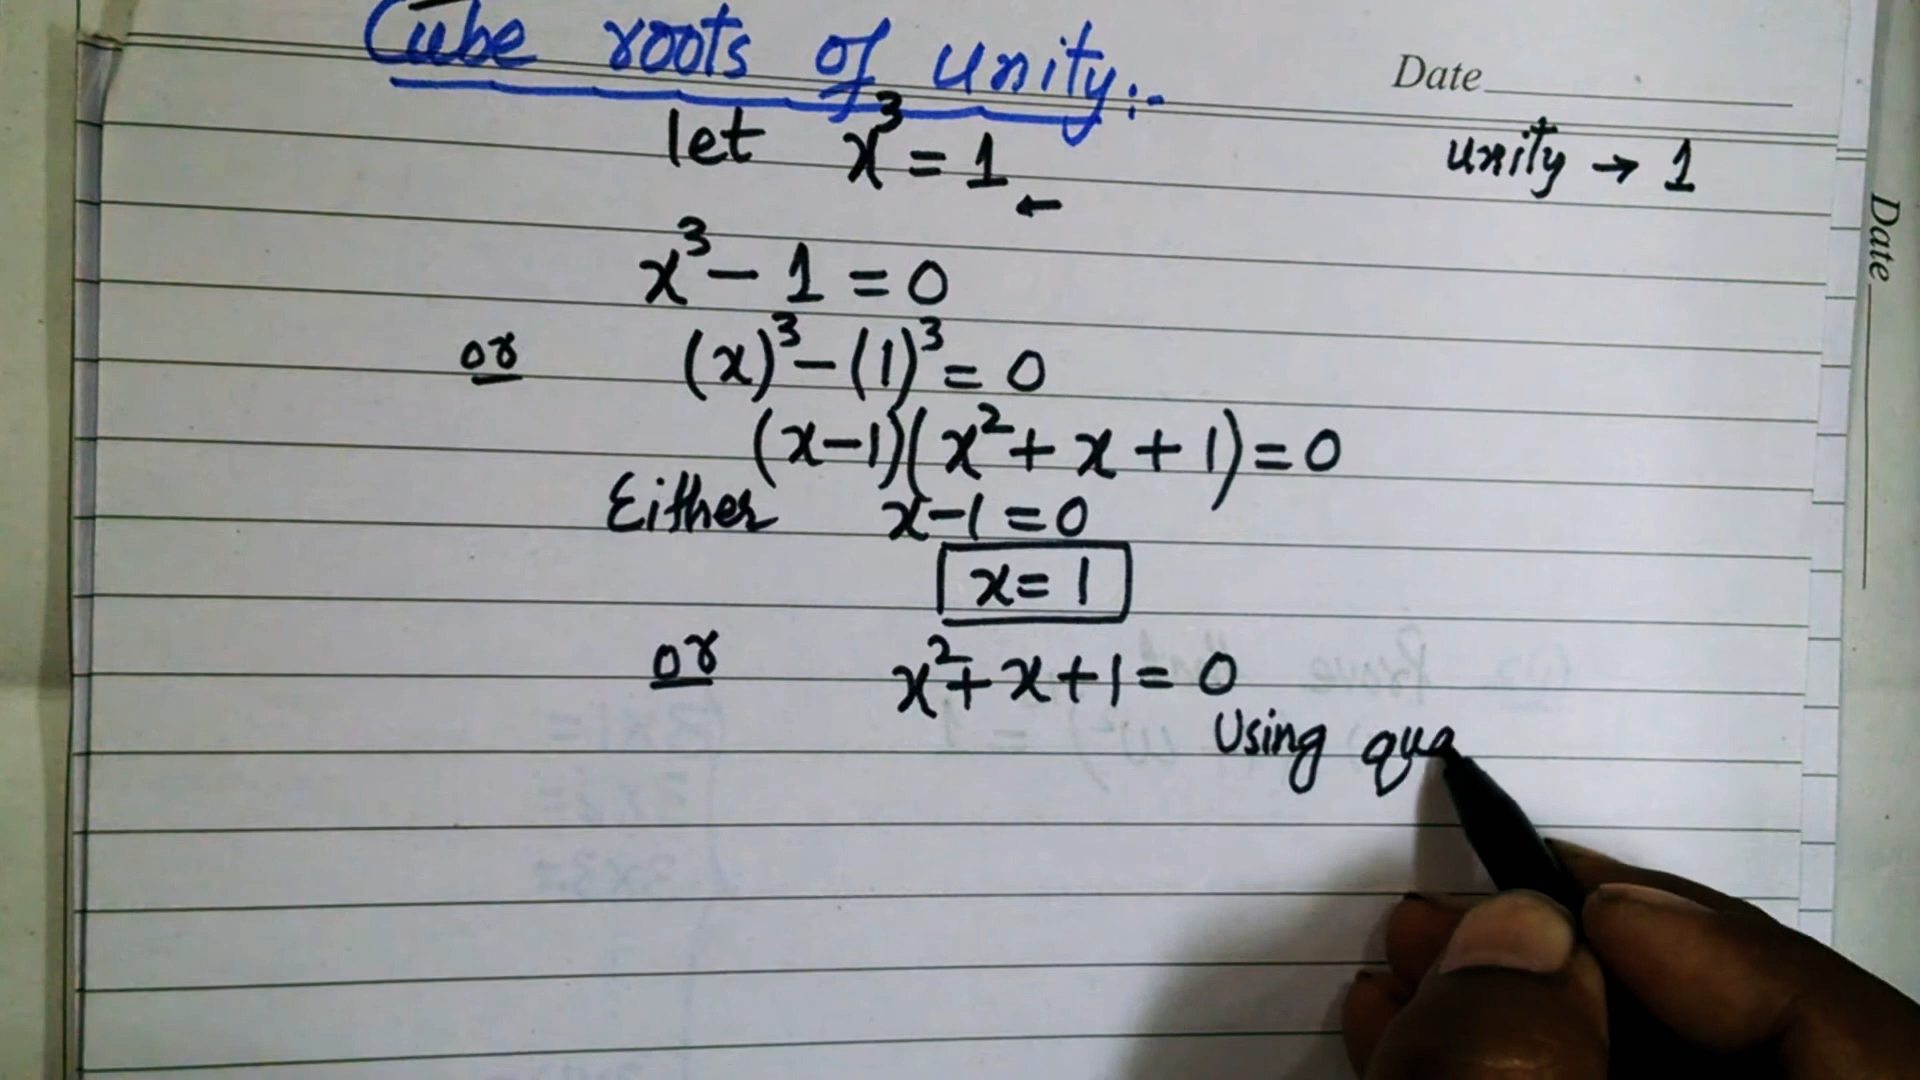 Cube roots of unity:-
Date
let x³ = 1
unity → 1
Date
x³ - 1 = 0
or (x)³ - (1)³ = 0
(x-1)(x² + x + 1) = 0
Either x-1 = 0
x = 1
or x² + x + 1 = 0
Using qua